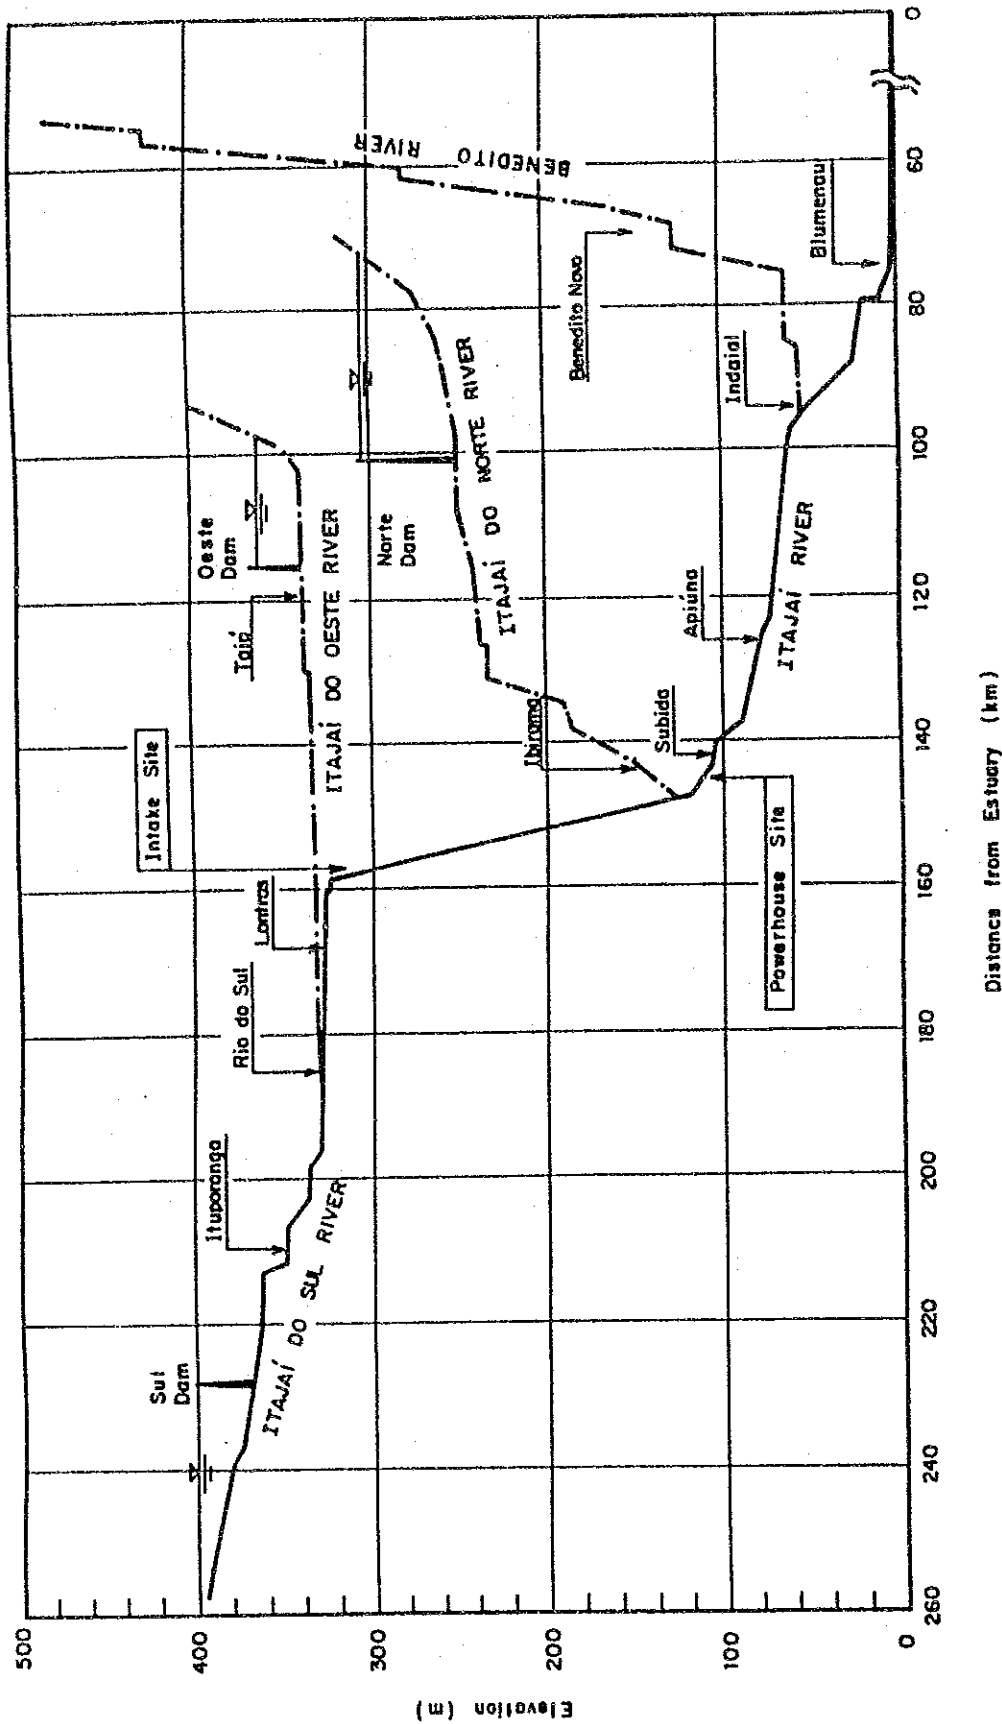 Elevation (m)
500
400
300
200
100
0
260
240
220
200
180
160
140
120
100
80
60
0
Distance from Estuary (km)
Sul
Dam
ITAJAÍ DO SUL RIVER
Ituporanga
Rio do Sul
Lontras
Intake Site
ITAJAÍ DO OESTE RIVER
Taió
Oeste
Dam
Norte
Dam
ITAJAÍ DO NORTE RIVER
Ibirama
Powerhouse Site
Subida
Apiúna
ITAJAÍ RIVER
Indaial
Benedito Novo
BENEDITO RIVER
Blumenau